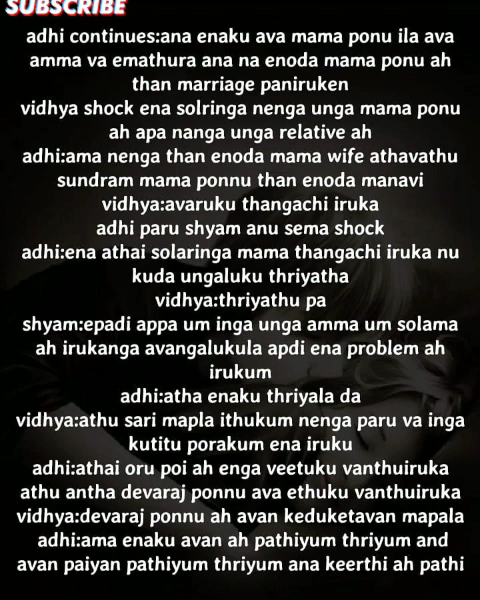 SUBSCRIBE
adhi continues:ana enaku ava mama ponu ila ava
amma va emathura ana na enoda mama ponu ah
than marriage paniruken
vidhya shock ena solringa nenga unga mama ponu
ah apa nanga unga relative ah
adhi:ama nenga than enoda mama wife athavathu
sundram mama ponnu than enoda manavi
vidhya:avaruku thangachi iruka
adhi paru shyam anu sema shock
adhi:ena athai solaringa mama thangachi iruka nu
kuda ungaluku thriyatha
vidhya:thriyathu pa
shyam:epadi appa um inga unga amma um solama
ah irukanga avangalukula apdi ena problem ah
irukum
adhi:atha enaku thriyala da
vidhya:athu sari mapla ithukum nenga paru va inga
kutitu porakum ena iruku
adhi:athai oru poi ah enga veetuku vanthuiruka
athu antha devaraj ponnu ava ethuku vanthuiruka
vidhya:devaraj ponnu ah avan keduketavan mapala
adhi:ama enaku avan ah pathiyum thriyum and
avan paiyan pathiyum thriyum ana keerthi ah pathi